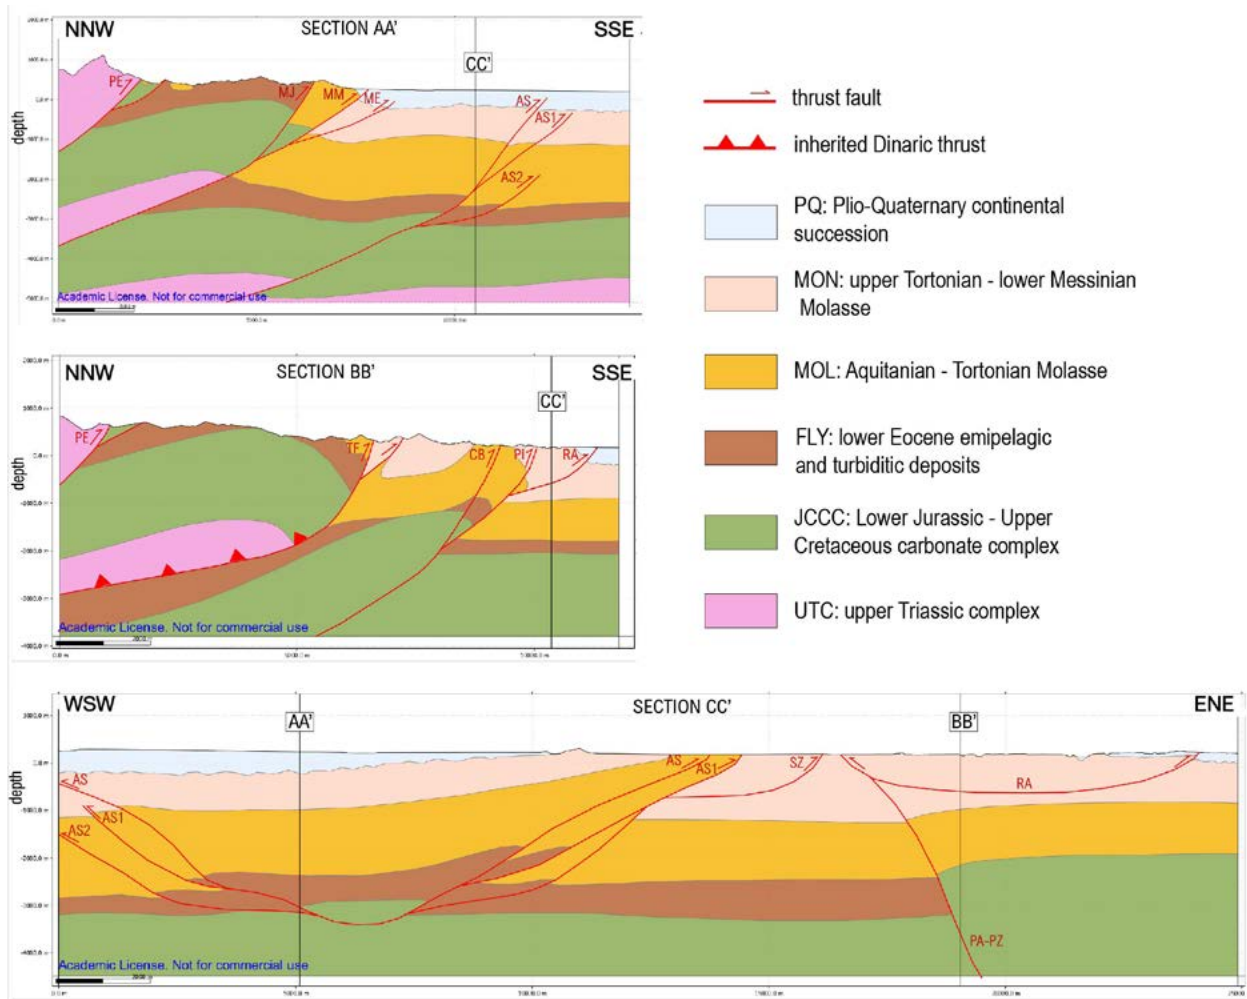 NNW
SECTION AA'
SSE
CC'
PE
MJ
MM
ME
AS
AS1
AS2
depth
Academic License. Not for commercial use
NNW
SECTION BB'
SSE
CC'
PE
TF
CB
PI
RA
depth
Academic License. Not for commercial use
WSW
SECTION CC'
ENE
AA'
BB'
AS
AS1
AS2
AS
AS1
SZ
RA
PA-PZ
depth
Academic License. Not for commercial use
thrust fault
inherited Dinaric thrust
PQ: Plio-Quaternary continental
succession
MON: upper Tortonian - lower Messinian
Molasse
MOL: Aquitanian - Tortonian Molasse
FLY: lower Eocene emipelagic
and turbiditic deposits
JCCC: Lower Jurassic - Upper
Cretaceous carbonate complex
UTC: upper Triassic complex